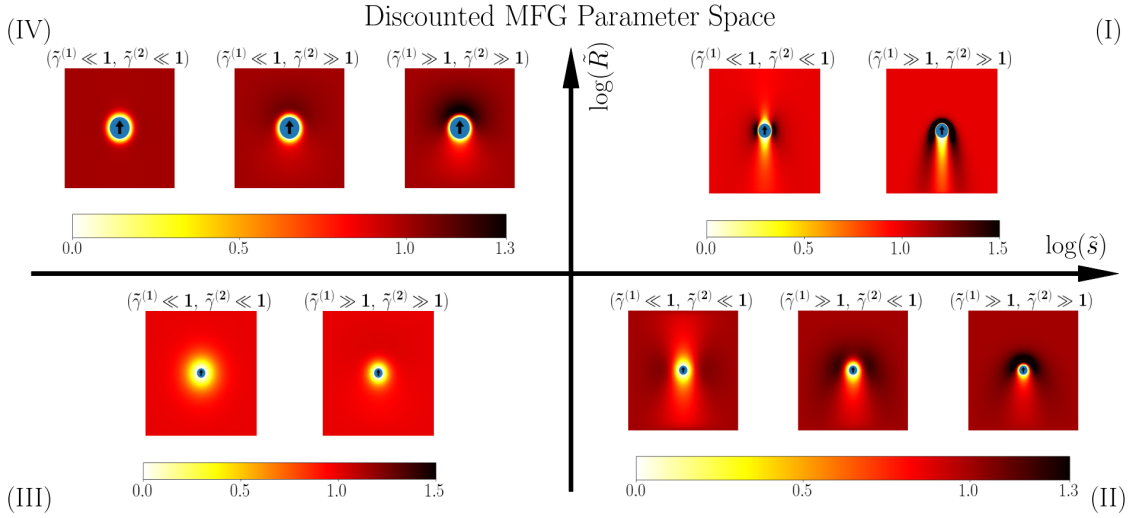 Discounted MFG Parameter Space
(IV)
(I)
(γ̃⁽¹⁾ ≪ 1, γ̃⁽²⁾ ≪ 1) (γ̃⁽¹⁾ ≪ 1, γ̃⁽²⁾ ≫ 1) (γ̃⁽¹⁾ ≫ 1, γ̃⁽²⁾ ≫ 1)
log(R̃)
(γ̃⁽¹⁾ ≪ 1, γ̃⁽²⁾ ≪ 1) (γ̃⁽¹⁾ ≫ 1, γ̃⁽²⁾ ≫ 1)
0.0 0.5 1.0 1.3
0.0 0.5 1.0 1.5
log(s̃)
(γ̃⁽¹⁾ ≪ 1, γ̃⁽²⁾ ≪ 1) (γ̃⁽¹⁾ ≫ 1, γ̃⁽²⁾ ≫ 1)
(γ̃⁽¹⁾ ≪ 1, γ̃⁽²⁾ ≪ 1) (γ̃⁽¹⁾ ≫ 1, γ̃⁽²⁾ ≪ 1) (γ̃⁽¹⁾ ≫ 1, γ̃⁽²⁾ ≫ 1)
0.0 0.5 1.0 1.5
0.0 0.5 1.0 1.3
(III)
(II)